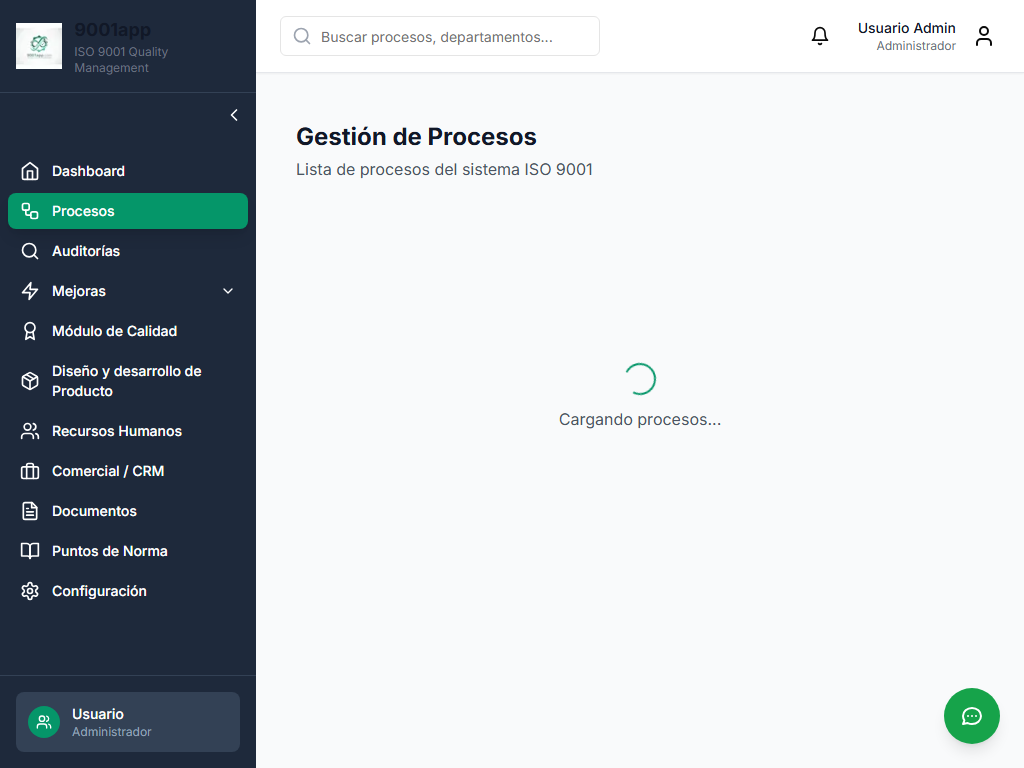 9001app
ISO 9001 Quality
Management
Buscar procesos, departamentos...
Usuario Admin
Administrador
Dashboard
Procesos
Auditorías
Mejoras
Módulo de Calidad
Diseño y desarrollo de
Producto
Recursos Humanos
Comercial / CRM
Documentos
Puntos de Norma
Configuración
Usuario
Administrador
Gestión de Procesos
Lista de procesos del sistema ISO 9001
Cargando procesos...